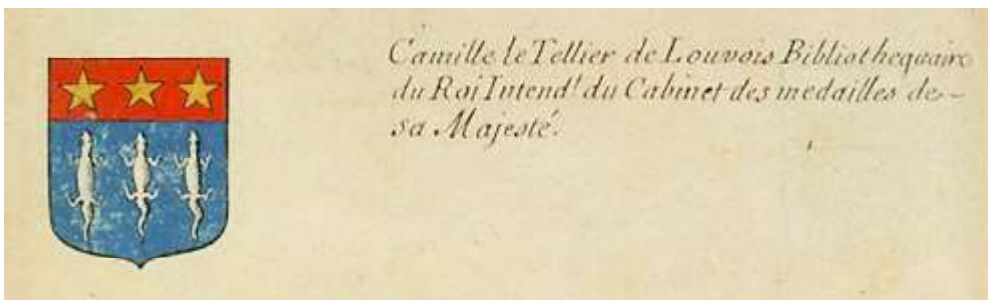 Camille le Tellier de Louvois Bibliothequaire
du Roi Intend.t du Cabinet des medailles de
sa Majesté.